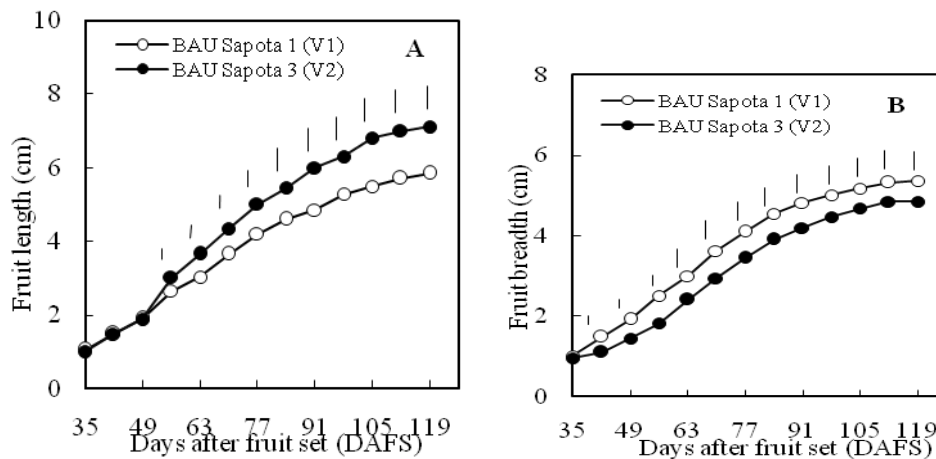 10
8
6
4
2
0
Fruit length (cm)
BAU Sapota 1 (V1)
BAU Sapota 3 (V2)
A
35 49 63 77 91 105 119
Days after fruit set (DAFS)
8
6
4
2
0
Fruit breadth (cm)
BAU Sapota 1 (V1)
BAU Sapota 3 (V2)
B
35 49 63 77 91 105 119
Days after fruit set (DAFS)